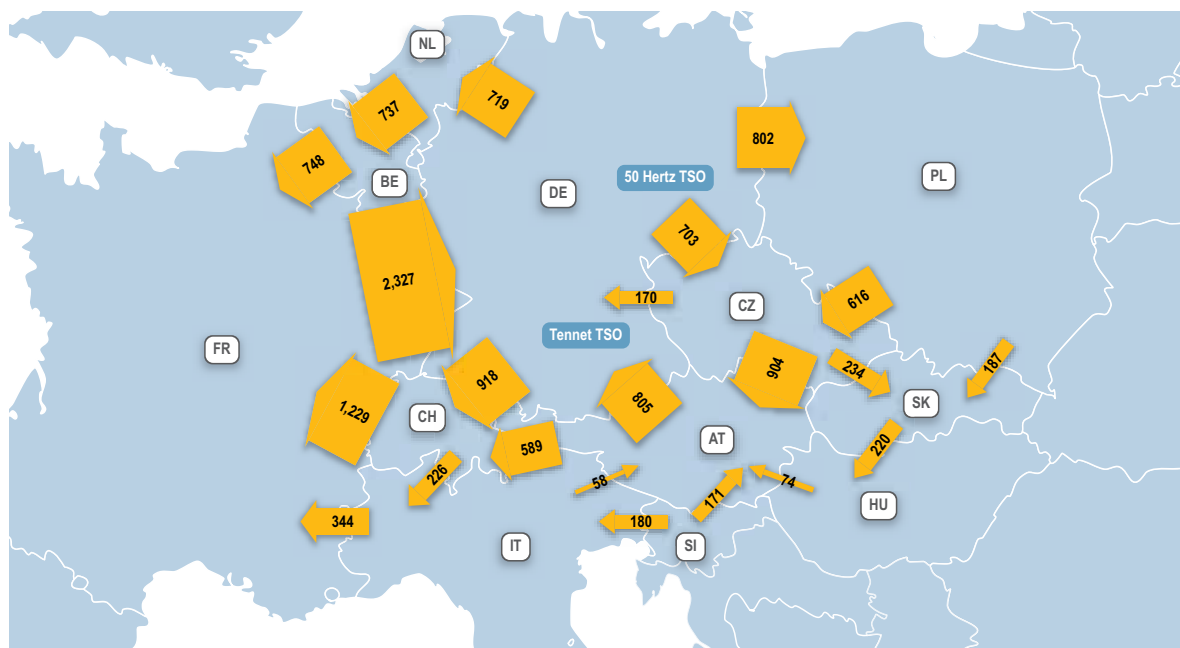 NL
737
719
802
748
BE
50 Hertz TSO
PL
DE
703
2,327
170
616
CZ
Tennet TSO
FR
187
904
234
918
805
SK
1,229
CH
AT
220
589
226
58
171
74
HU
344
180
IT
SI